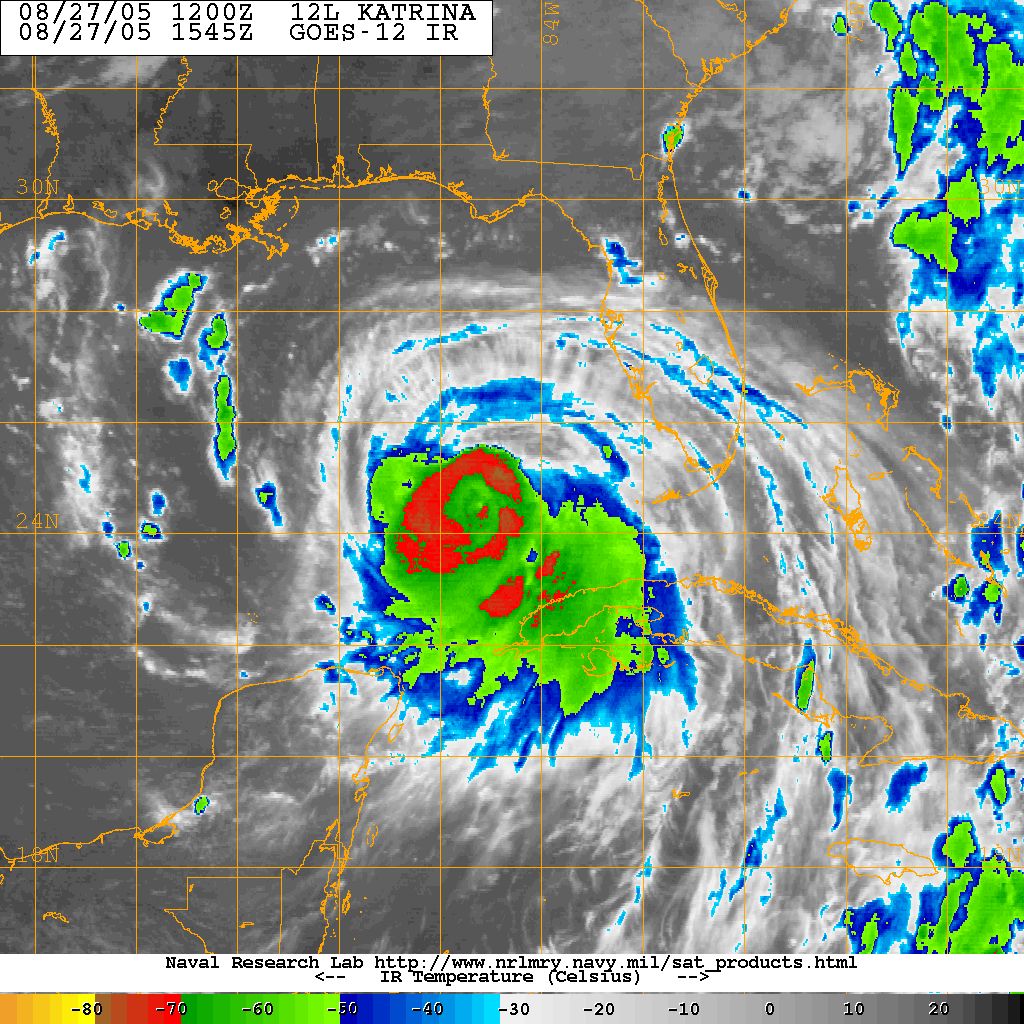 08/27/05 1200Z 12L KATRINA
08/27/05 1545Z GOES-12 IR
84W
30N
30N
24N
24N
18N
18N
Naval Research Lab http://www.nrlmry.navy.mil/sat_products.html
<-- IR Temperature (Celsius) -->
-80 -70 -60 -50 -40 -30 -20 -10 0 10 20